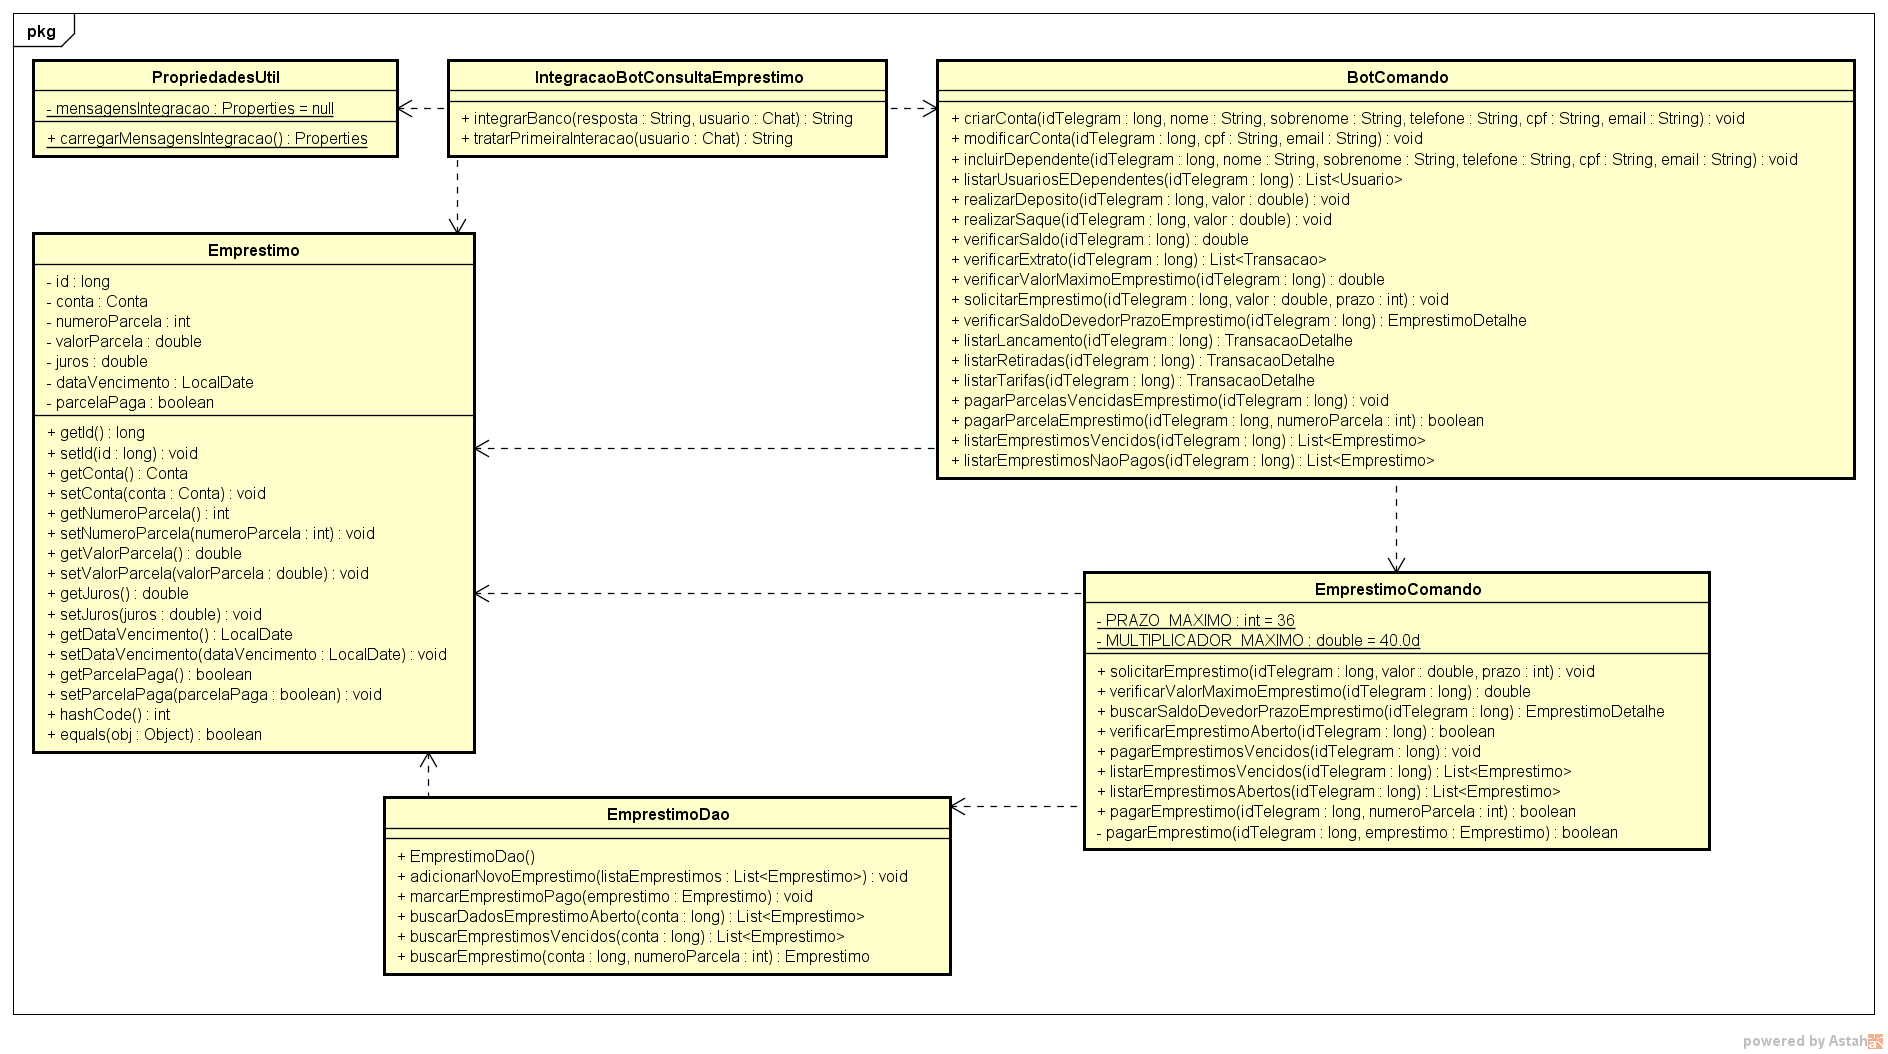 pkg
PropriedadesUtil
- mensagensIntegracao : Properties = null
+ carregarMensagensIntegracao() : Properties
IntegracaoBotConsultaEmprestimo
+ integrarBanco(resposta : String, usuario : Chat) : String
+ tratarPrimeiraInteracao(usuario : Chat) : String
BotComando
+ criarConta(idTelegram : long, nome : String, sobrenome : String, telefone : String, cpf : String, email : String) : void
+ modificarConta(idTelegram : long, cpf : String, email : String) : void
+ incluirDependente(idTelegram : long, nome : String, sobrenome : String, telefone : String, cpf : String, email : String) : void
+ listarUsuariosEDependentes(idTelegram : long) : List<Usuario>
+ realizarDeposito(idTelegram : long, valor : double) : void
+ realizarSaque(idTelegram : long, valor : double) : void
+ verificarSaldo(idTelegram : long) : double
+ verificarExtrato(idTelegram : long) : List<Transacao>
+ verificarValorMaximoEmprestimo(idTelegram : long) : double
+ solicitarEmprestimo(idTelegram : long, valor : double, prazo : int) : void
+ verificarSaldoDevedorPrazoEmprestimo(idTelegram : long) : EmprestimoDetalhe
+ listarLancamento(idTelegram : long) : TransacaoDetalhe
+ listarRetiradas(idTelegram : long) : TransacaoDetalhe
+ listarTarifas(idTelegram : long) : TransacaoDetalhe
+ pagarParcelasVencidasEmprestimo(idTelegram : long) : void
+ pagarParcelaEmprestimo(idTelegram : long, numeroParcela : int) : boolean
+ listarEmprestimosVencidos(idTelegram : long) : List<Emprestimo>
+ listarEmprestimosNaoPagos(idTelegram : long) : List<Emprestimo>
Emprestimo
- id : long
- conta : Conta
- numeroParcela : int
- valorParcela : double
- juros : double
- dataVencimento : LocalDate
- parcelaPaga : boolean
+ getId() : long
+ setId(id : long) : void
+ getConta() : Conta
+ setConta(conta : Conta) : void
+ getNumeroParcela() : int
+ setNumeroParcela(numeroParcela : int) : void
+ getValorParcela() : double
+ setValorParcela(valorParcela : double) : void
+ getJuros() : double
+ setJuros(juros : double) : void
+ getDataVencimento() : LocalDate
+ setDataVencimento(dataVencimento : LocalDate) : void
+ getParcelaPaga() : boolean
+ setParcelaPaga(parcelaPaga : boolean) : void
+ hashCode() : int
+ equals(obj : Object) : boolean
EmprestimoComando
- PRAZO_MAXIMO : int = 36
- MULTIPLICADOR_MAXIMO : double = 40.0d
+ solicitarEmprestimo(idTelegram : long, valor : double, prazo : int) : void
+ verificarValorMaximoEmprestimo(idTelegram : long) : double
+ buscarSaldoDevedorPrazoEmprestimo(idTelegram : long) : EmprestimoDetalhe
+ verificarEmprestimoAberto(idTelegram : long) : boolean
+ pagarEmprestimosVencidos(idTelegram : long) : void
+ listarEmprestimosVencidos(idTelegram : long) : List<Emprestimo>
+ listarEmprestimosAbertos(idTelegram : long) : List<Emprestimo>
+ pagarEmprestimo(idTelegram : long, numeroParcela : int) : boolean
- pagarEmprestimo(idTelegram : long, emprestimo : Emprestimo) : boolean
EmprestimoDao
+ EmprestimoDao()
+ adicionarNovoEmprestimo(listaEmprestimos : List<Emprestimo>) : void
+ marcarEmprestimoPago(emprestimo : Emprestimo) : void
+ buscarDadosEmprestimoAberto(conta : long) : List<Emprestimo>
+ buscarEmprestimosVencidos(conta : long) : List<Emprestimo>
+ buscarEmprestimo(conta : long, numeroParcela : int) : Emprestimo
powered by Astah